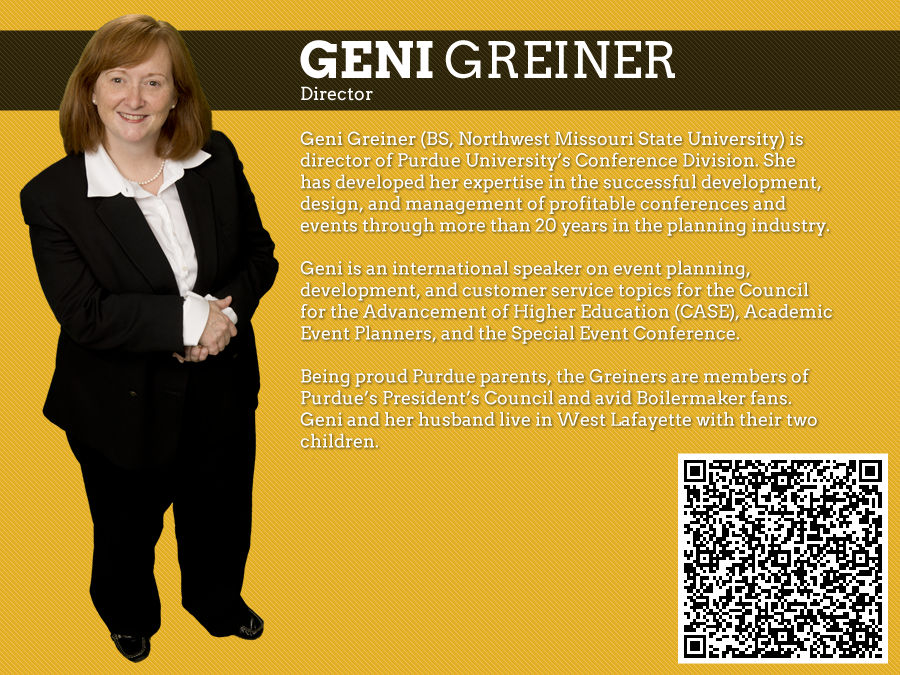 GENI GREINER
Director
Geni Greiner (BS, Northwest Missouri State University) is
director of Purdue University's Conference Division. She
has developed her expertise in the successful development,
design, and management of profitable conferences and
events through more than 20 years in the planning industry.
Geni is an international speaker on event planning,
development, and customer service topics for the Council
for the Advancement of Higher Education (CASE), Academic
Event Planners, and the Special Event Conference.
Being proud Purdue parents, the Greiners are members of
Purdue's President's Council and avid Boilermaker fans.
Geni and her husband live in West Lafayette with their two
children.